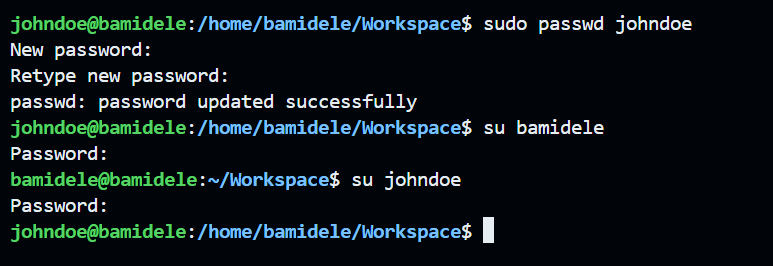 johndoe@bamidele:/home/bamidele/Workspace$ sudo passwd johndoe
New password:
Retype new password:
passwd: password updated successfully
johndoe@bamidele:/home/bamidele/Workspace$ su bamidele
Password:
bamidele@bamidele:~/Workspace$ su johndoe
Password:
johndoe@bamidele:/home/bamidele/Workspace$